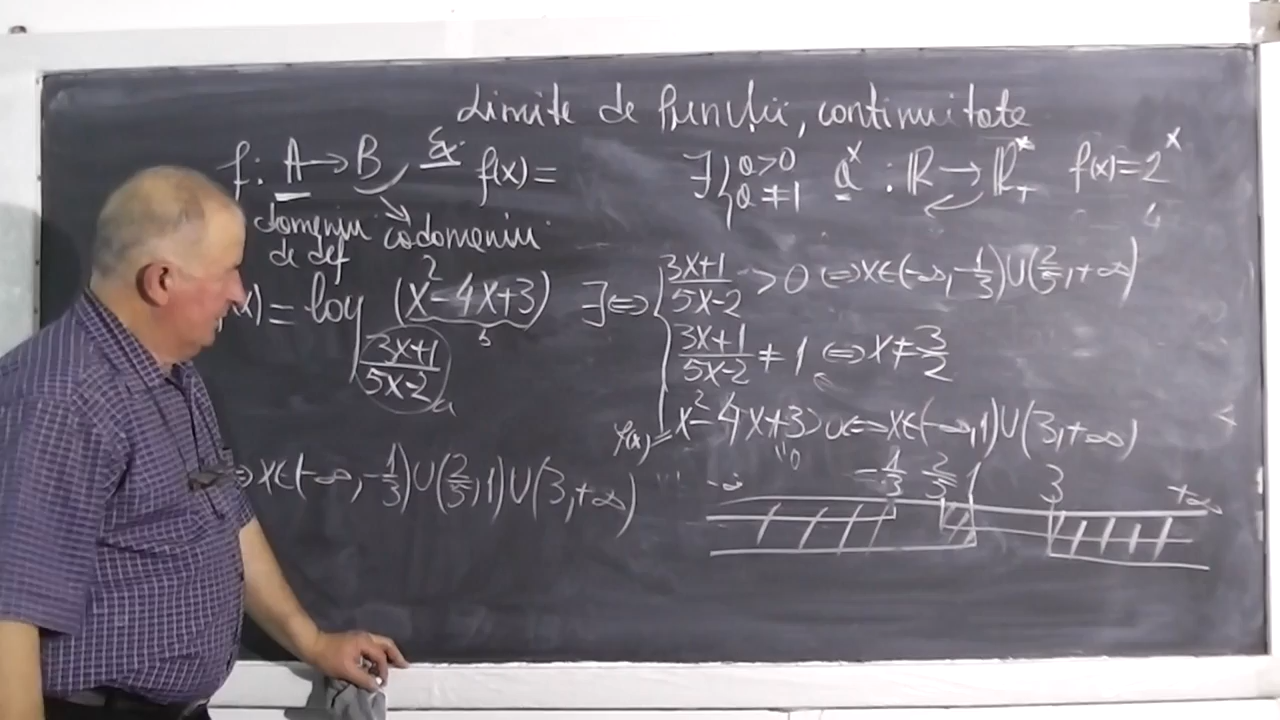 Limite de funcții, continuitate
f: A → B, Ex f(x) =
∃ { a>0 a≠1 a^x : ℝ → ℝ*₊ f(x)=2^x
domeniu de def codomeniu
(x) = log_{(3x+1)/(5x-2)} (x²-4x+3) ∃ ⇔
(3x+1)/(5x-2) > 0 ⇔ x∈(-∞, -1/3)∪(2/5, +∞)
(3x+1)/(5x-2) ≠ 1 ⇔ x ≠ 3/2
x²-4x+3 > 0 ⇔ x∈(-∞, 1)∪(3, +∞)
⇒ x∈(-∞, -1/3)∪(2/5, 1)∪(3, +∞)
-∞ -1/3 2/5 1 3 +∞